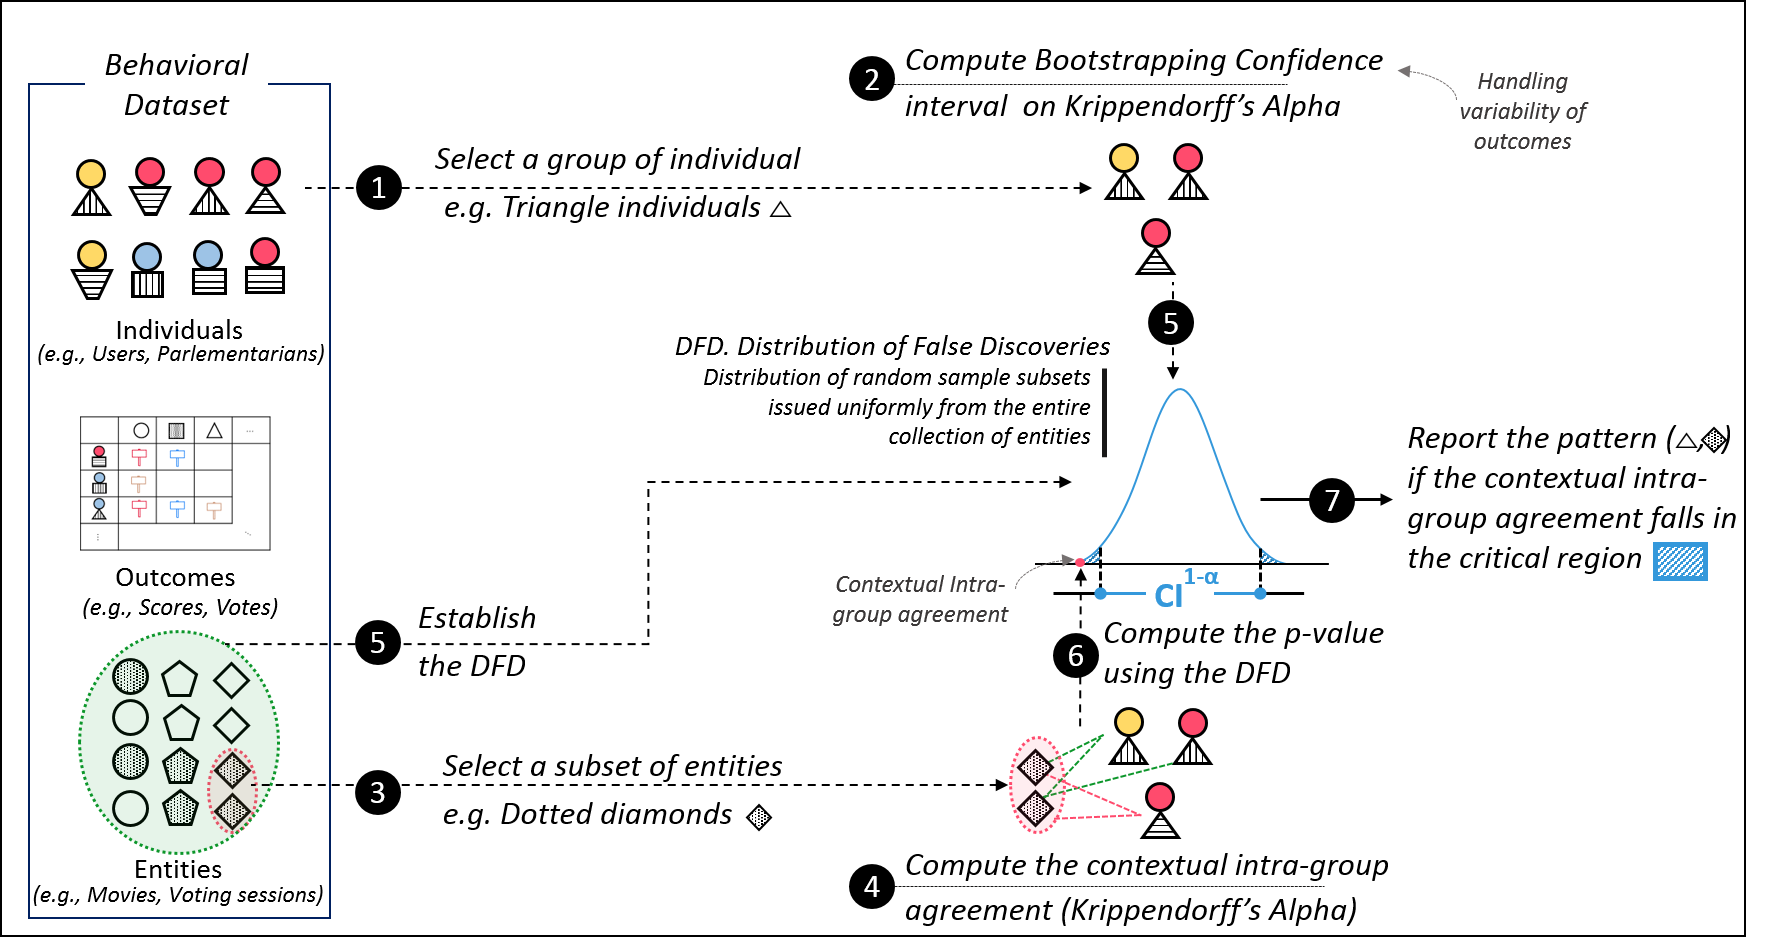 Behavioral
Dataset
Individuals
(e.g., Users, Parlementarians)
...
...
Outcomes
(e.g., Scores, Votes)
Entities
(e.g., Movies, Voting sessions)
1
Select a group of individual
e.g. Triangle individuals
2
Compute Bootstrapping Confidence
interval on Krippendorff's Alpha
Handling
variability of
outcomes
5
DFD. Distribution of False Discoveries
Distribution of random sample subsets
issued uniformly from the entire
collection of entities
Contextual Intra-
group agreement
CI 1-α
5
Establish
the DFD
3
Select a subset of entities
e.g. Dotted diamonds
6
Compute the p-value
using the DFD
4
Compute the contextual intra-group
agreement (Krippendorff's Alpha)
7
Report the pattern ( , )
if the contextual intra-
group agreement falls in
the critical region